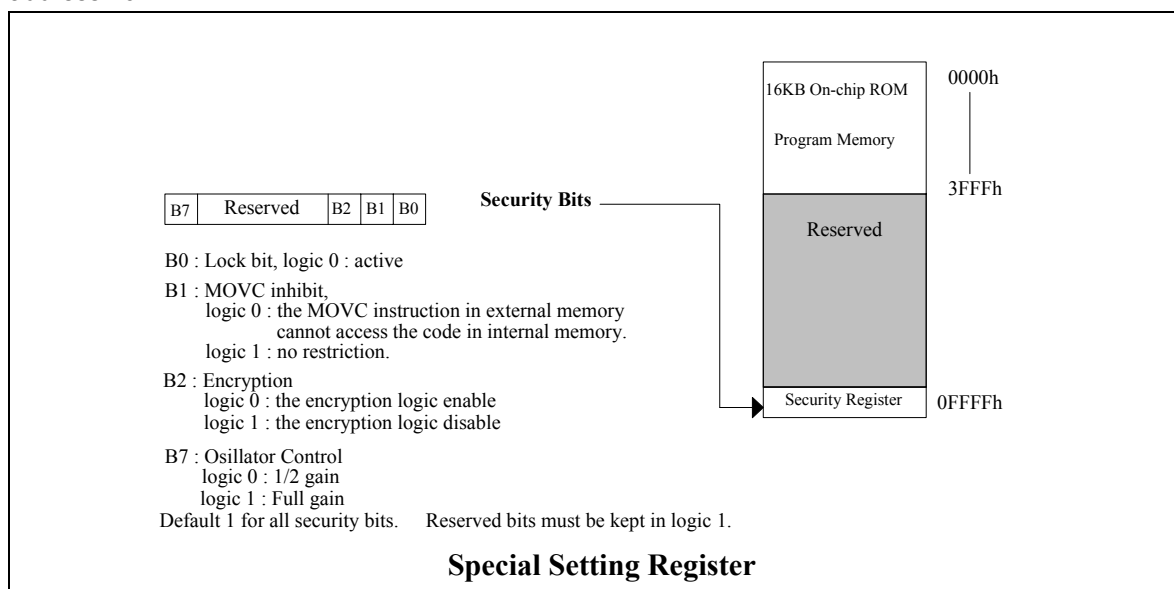 0000h
16KB On-chip ROM
Program Memory
3FFFh
B7 Reserved B2 B1 B0
Security Bits
Reserved
B0 : Lock bit, logic 0 : active
B1 : MOVC inhibit,
logic 0 : the MOVC instruction in external memory
cannot access the code in internal memory.
logic 1 : no restriction.
B2 : Encryption
logic 0 : the encryption logic enable
logic 1 : the encryption logic disable
Security Register
0FFFFh
B7 : Osillator Control
logic 0 : 1/2 gain
logic 1 : Full gain
Default 1 for all security bits. Reserved bits must be kept in logic 1.
Special Setting Register